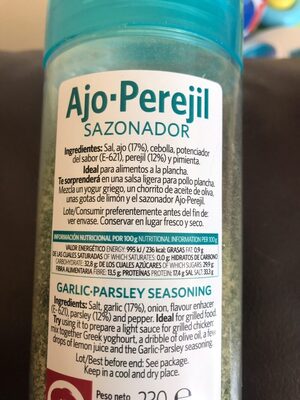 Ajo·Perejil
SAZONADOR
Ingredientes: Sal, ajo (17%), cebolla, potenciador
del sabor (E-621), perejil (12%) y pimienta.
Ideal para alimentos a la plancha.
Te sorprenderá en una salsa ligera para pollo plancha.
Mezcla un yogur griego, un chorrito de aceite de oliva,
unas gotas de limón y el sazonador Ajo-Perejil.
Lote/Consumir preferentemente antes del fin de:
ver envase. Conservar en lugar fresco y seco.
INFORMACIÓN NUTRICIONAL POR 100g NUTRITIONAL INFORMATION PER 100g
VALOR ENERGÉTICO ENERGY: 995 kJ / 236 kcal: GRASAS FAT: 0,9 g
DE LAS CUALES SATURADAS OF WHICH SATURATES: 0,0 g; HIDRATOS DE CARBONO
CARBOHYDRATE: 32,8 g; DE LOS CUALES AZÚCARES OF WHICH SUGARS: 29,9 g
FIBRA ALIMENTARIA FIBRE: 13,5 g; PROTEÍNAS PROTEIN: 17,4 g SAL SALT: 33,3 g
GARLIC-PARSLEY SEASONING
Ingredients: Salt, garlic (17%), onion, flavour enhacer
(E-621), parsley (12%) and pepper. Ideal for grilled food.
Try using it to prepare a light sauce for grilled chicken:
mix together Greek yoghourt, a dribble of olive oil, a few
drops of lemon juice and the Garlic-Parsley seasoning.
Lot/Best before end: See package.
Keep in a cool and dry place.
Peso neto
220